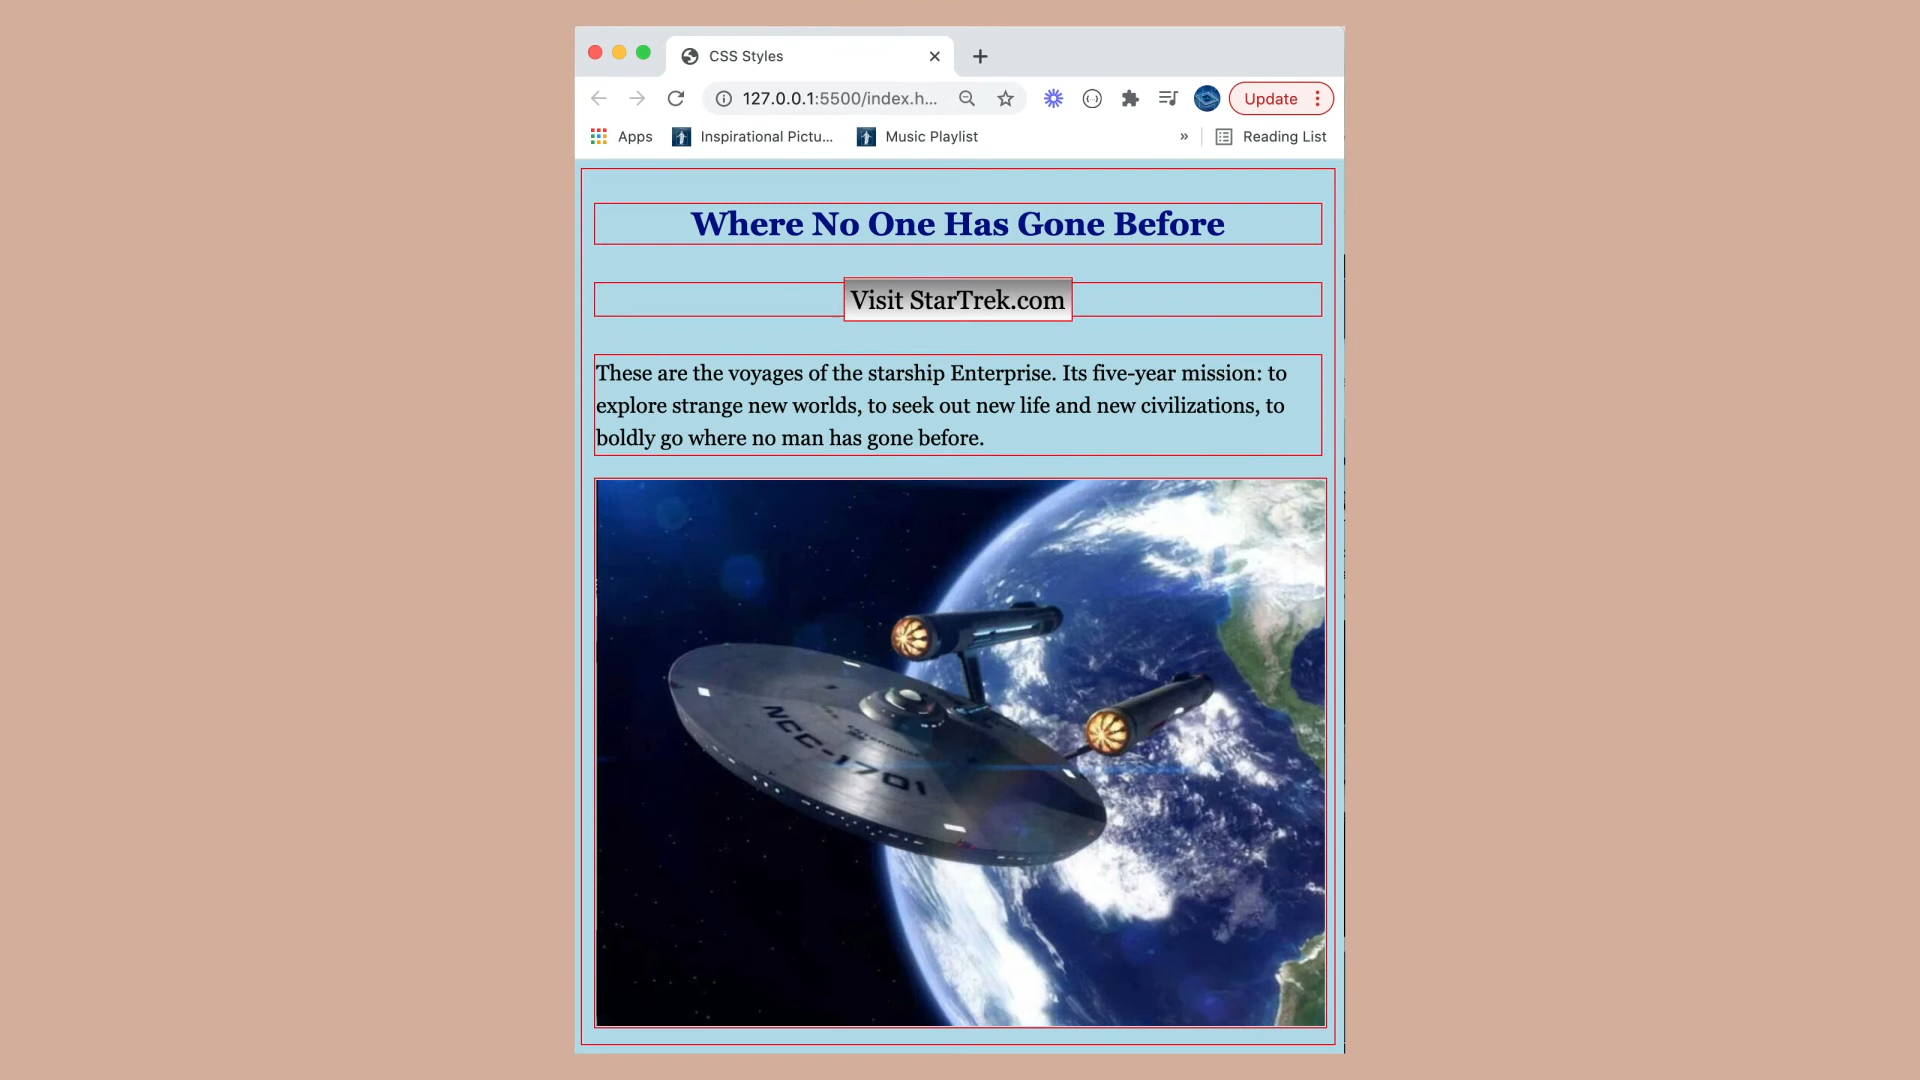 CSS Styles
127.0.0.1:5500/index.h...
Update
Apps
Inspirational Pictu...
Music Playlist
»
Reading List
Where No One Has Gone Before
Visit StarTrek.com
These are the voyages of the starship Enterprise. Its five-year mission: to
explore strange new worlds, to seek out new life and new civilizations, to
boldly go where no man has gone before.
NCC-1701